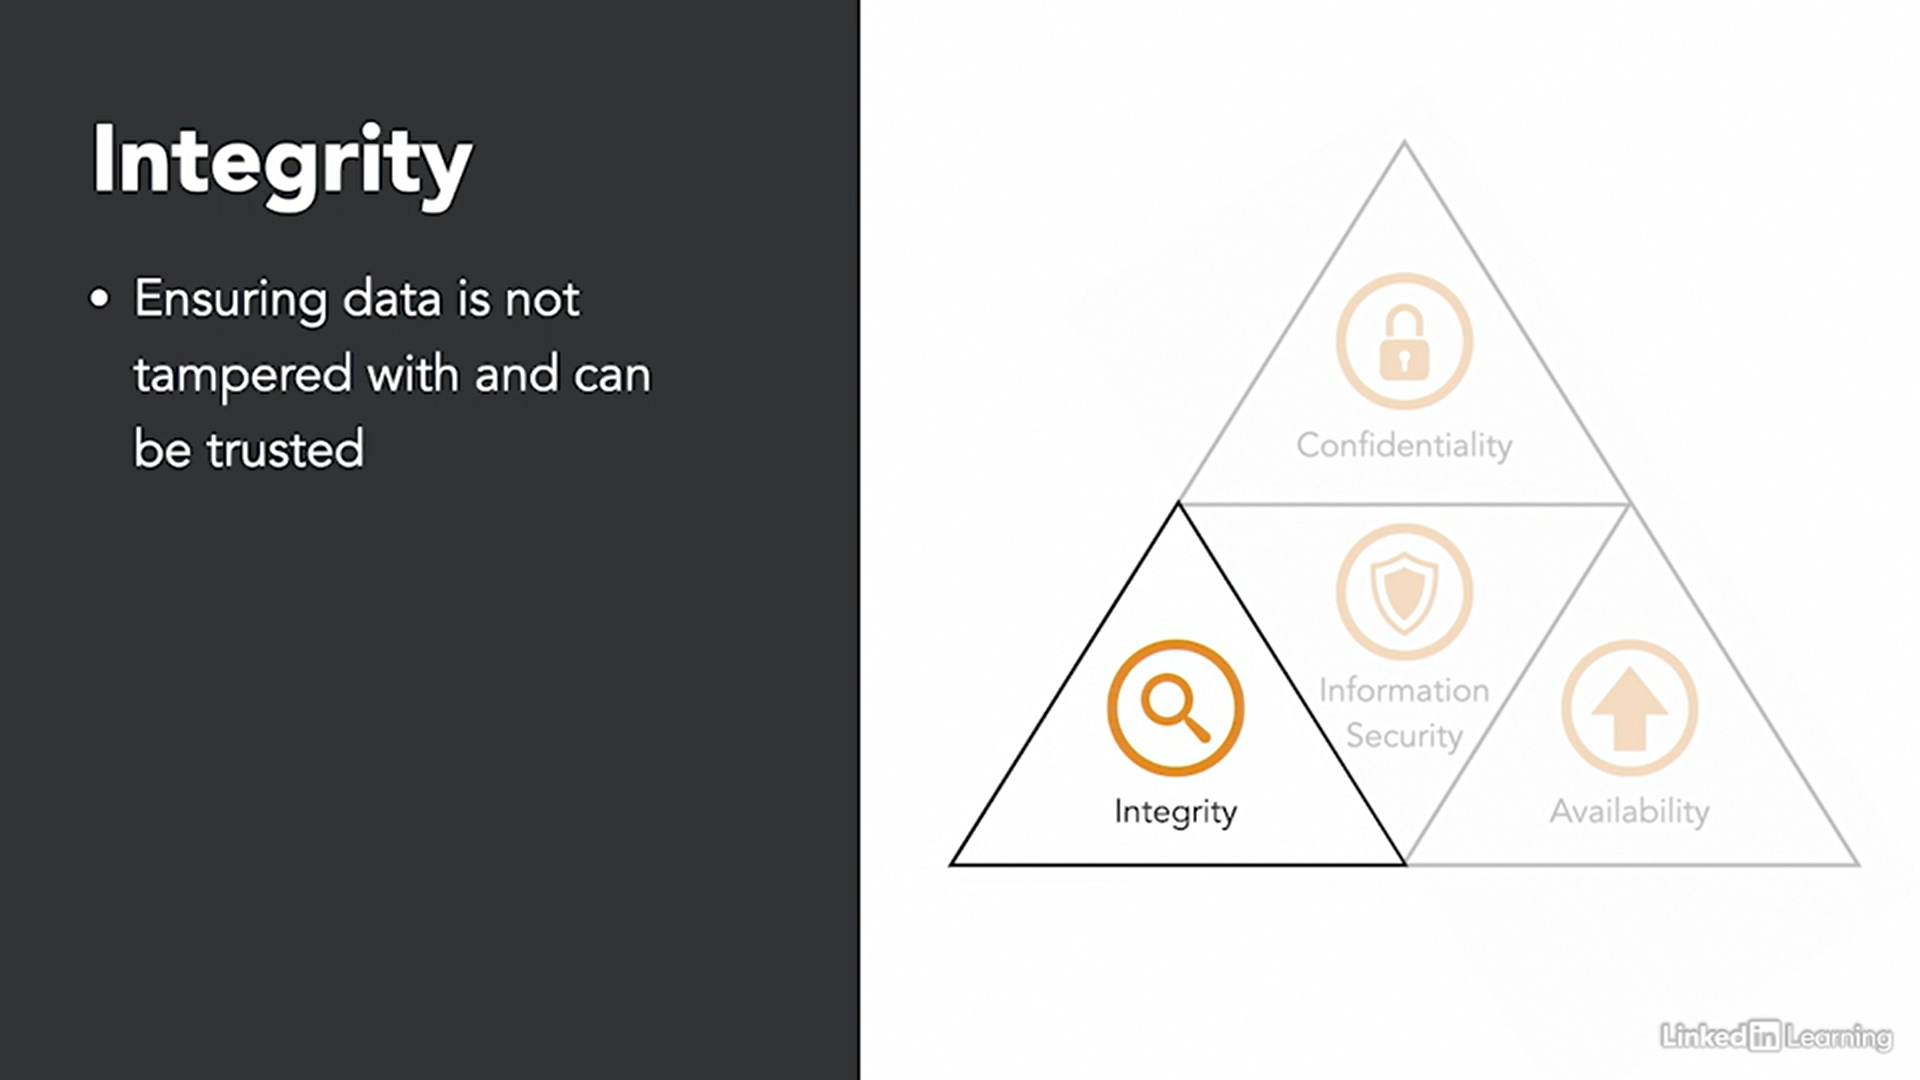 Integrity
• Ensuring data is not
tampered with and can
be trusted
Confidentiality
Information
Security
Integrity
Availability
Linked in Learning